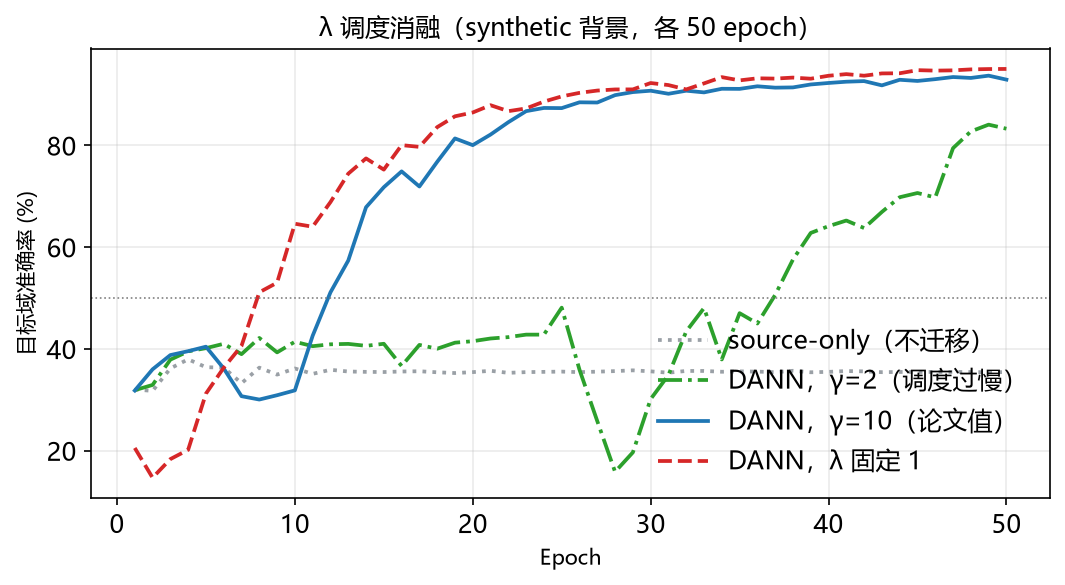 λ 调度消融（synthetic 背景，各 50 epoch）
目标域准确率 (%)
80
60
40
20
source-only（不迁移）
DANN，γ=2（调度过慢）
DANN，γ=10（论文值）
DANN，λ 固定 1
0 10 20 30 40 50
Epoch